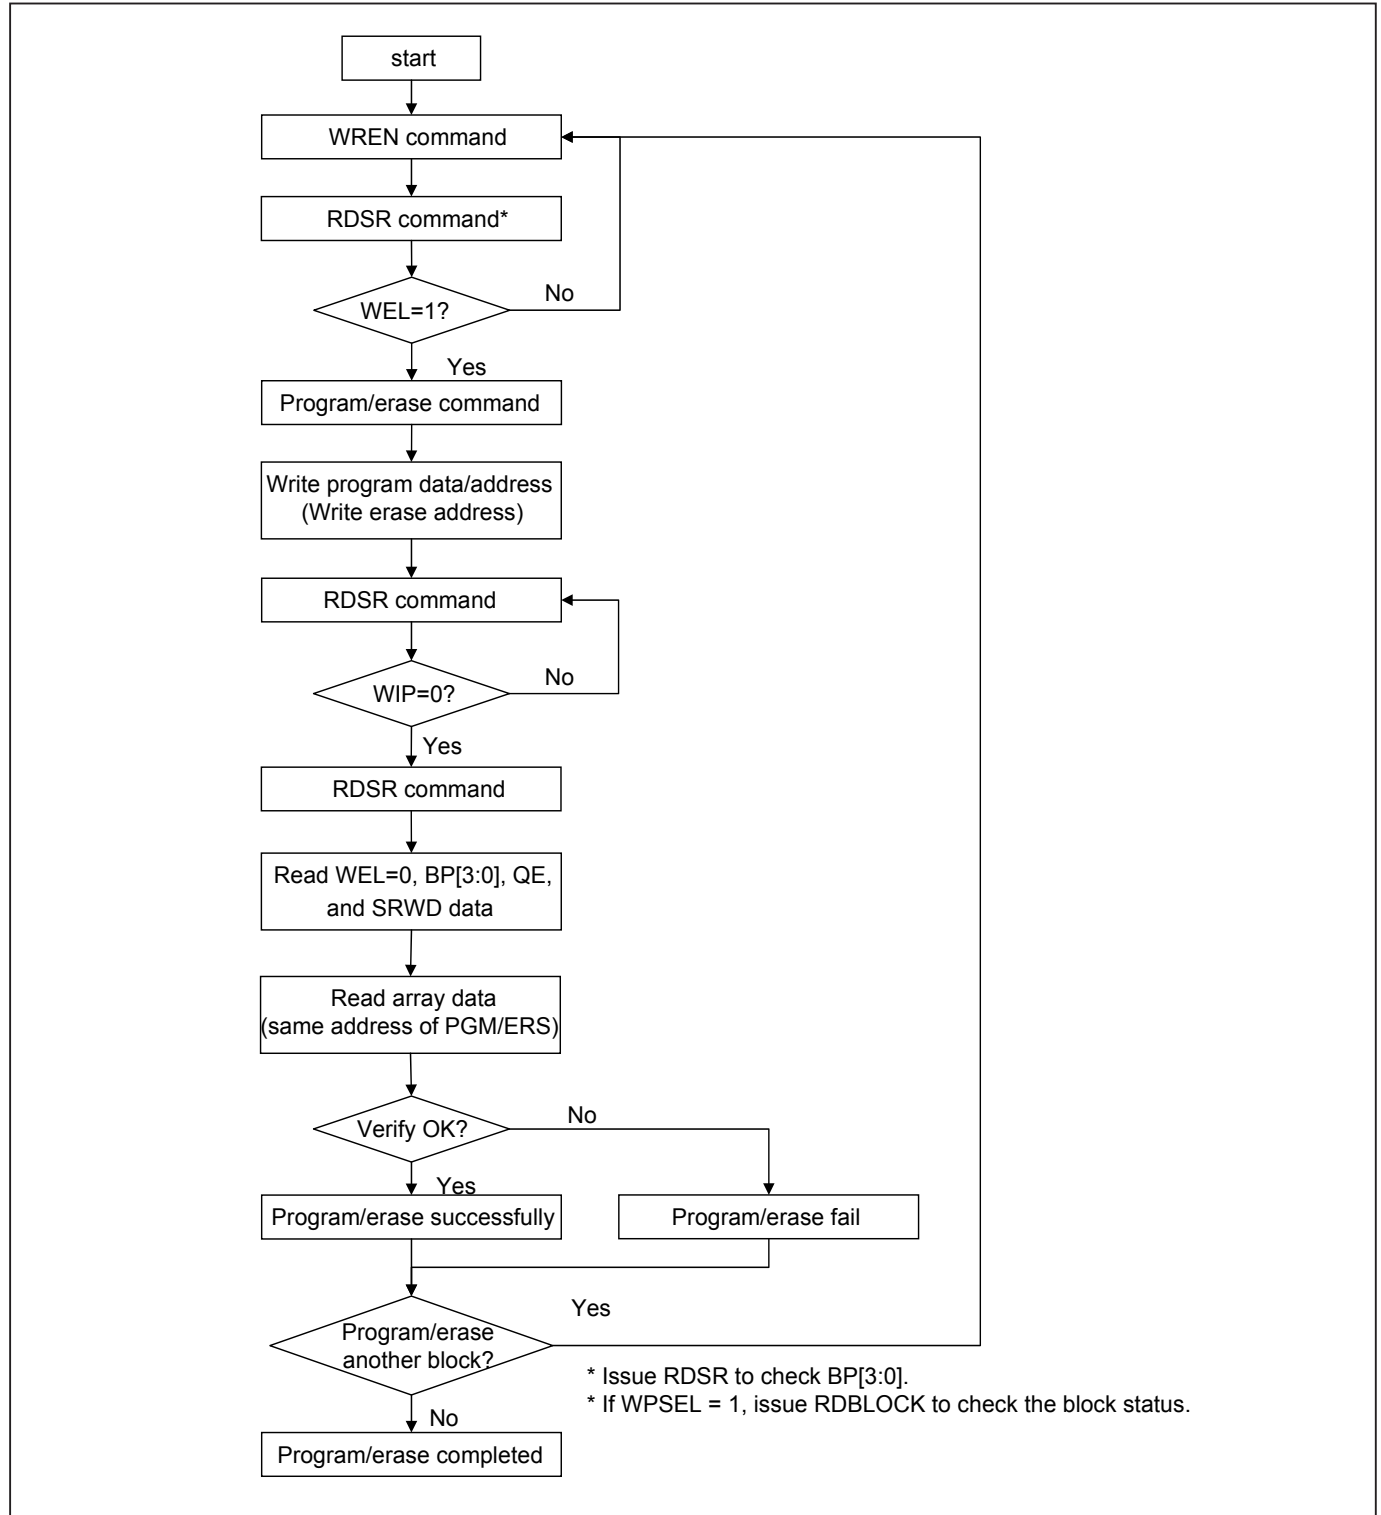 start
WREN command
RDSR command*
WEL=1?
No
Yes
Program/erase command
Write program data/address
(Write erase address)
RDSR command
WIP=0?
No
Yes
RDSR command
Read WEL=0, BP[3:0], QE,
and SRWD data
Read array data
(same address of PGM/ERS)
Verify OK?
No
Yes
Program/erase successfully
Program/erase fail
Yes
Program/erase
another block?
* Issue RDSR to check BP[3:0].
* If WPSEL = 1, issue RDBLOCK to check the block status.
No
Program/erase completed